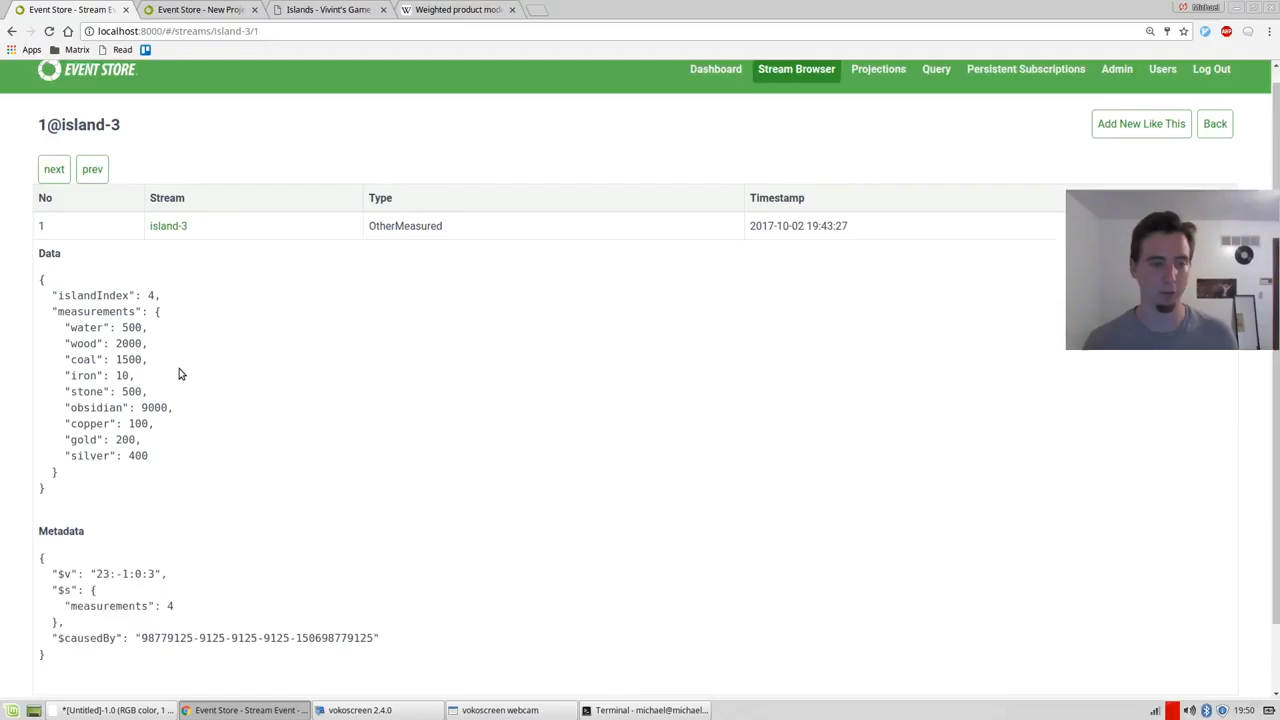 Event Store - Stream E
Event Store - New Proje
Islands - Vivint's Game
Weighted product mod
Michael
localhost:8000/#/streams/island-3/1
Apps
Matrix
Read
EVENT STORE
Dashboard
Stream Browser
Projections
Query
Persistent Subscriptions
Admin
Users
Log Out
1@island-3
Add New Like This
Back
next
prev
No
Stream
Type
Timestamp
1
island-3
OtherMeasured
2017-10-02 19:43:27
Data
{
"islandIndex": 4,
"measurements": {
"water": 500,
"wood": 2000,
"coal": 1500,
"iron": 10,
"stone": 500,
"obsidian": 9000,
"copper": 100,
"gold": 200,
"silver": 400
}
}
Metadata
{
"$v": "23:-1:0:3",
"$s": {
"measurements": 4
},
"$causedBy": "98779125-9125-9125-9125-150698779125"
}
*[Untitled]-1.0 (RGB color, 1 ...
Event Store - Stream Event - ...
vokoscreen 2.4.0
vokoscreen webcam
Terminal - michael@michael...
19:50